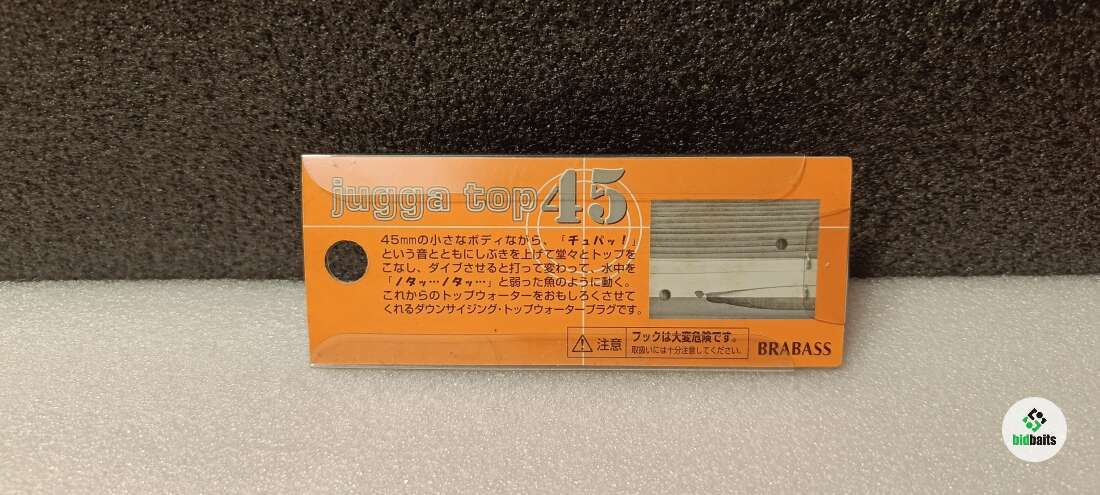 jugga top 45
45mmの小さなボディながら、「チュパッ！」
という音とともにしぶきを上げて堂々とトップを
こなし、ダイブさせると打って変わって、水中を
「ノタッ…ノタッ…」と弱った魚のように動く。
これからのトップウォーターをおもしろくさせて
くれるダウンサイジング・トップウォータープラグです。
注意
フックは大変危険です。
取扱いには十分注意してください。
BRABASS
bidbaits